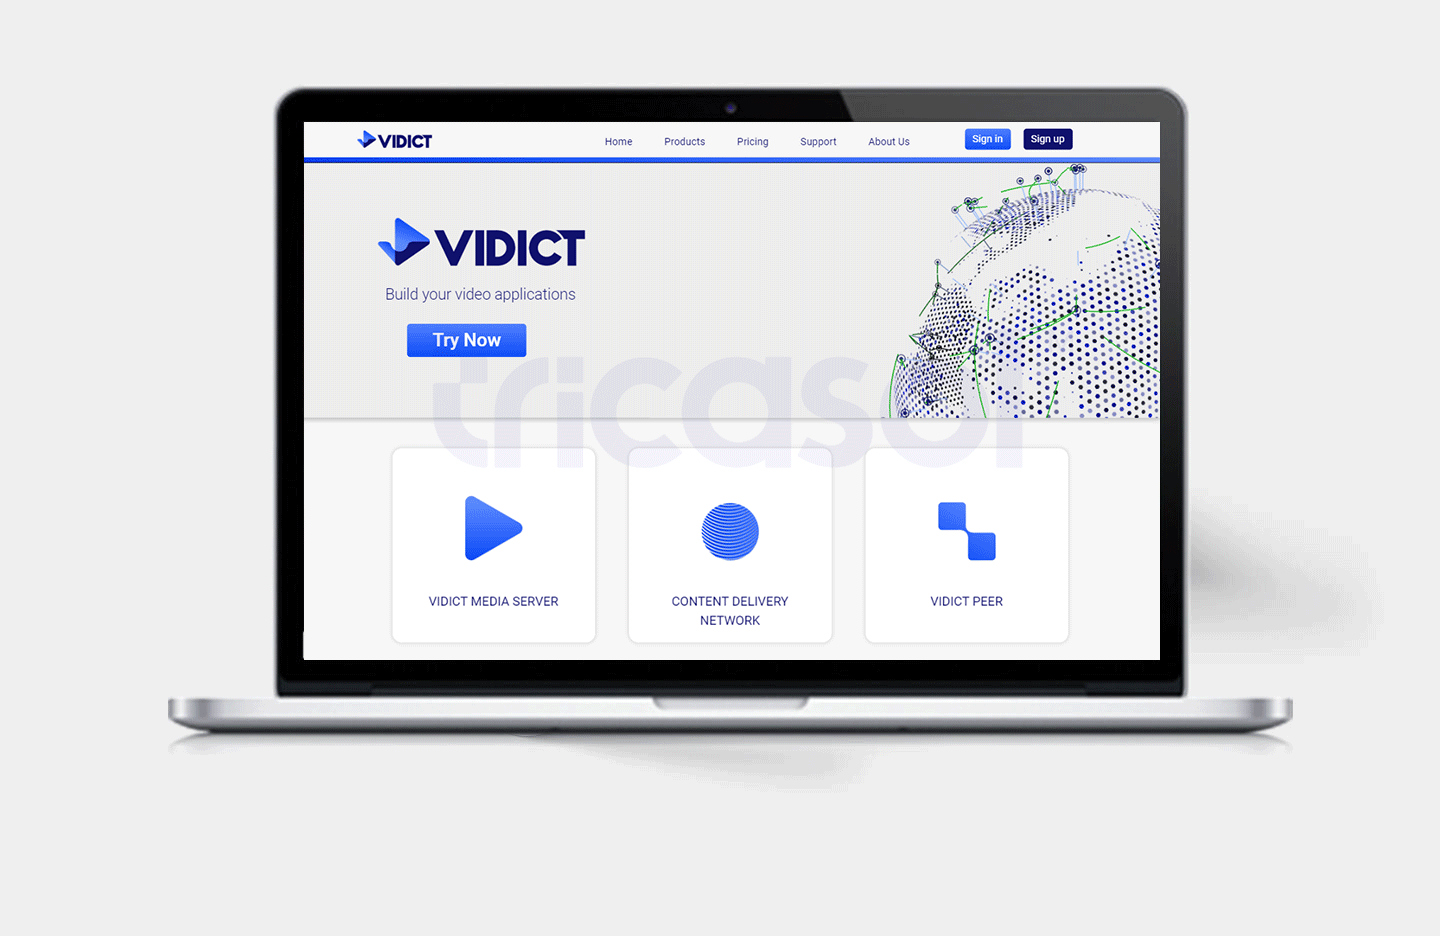 VIDICT
Home Products Pricing Support About Us Sign in Sign up
VIDICT
Build your video applications
Try Now
tricasol
VIDICT MEDIA SERVER
CONTENT DELIVERY
NETWORK
VIDICT PEER